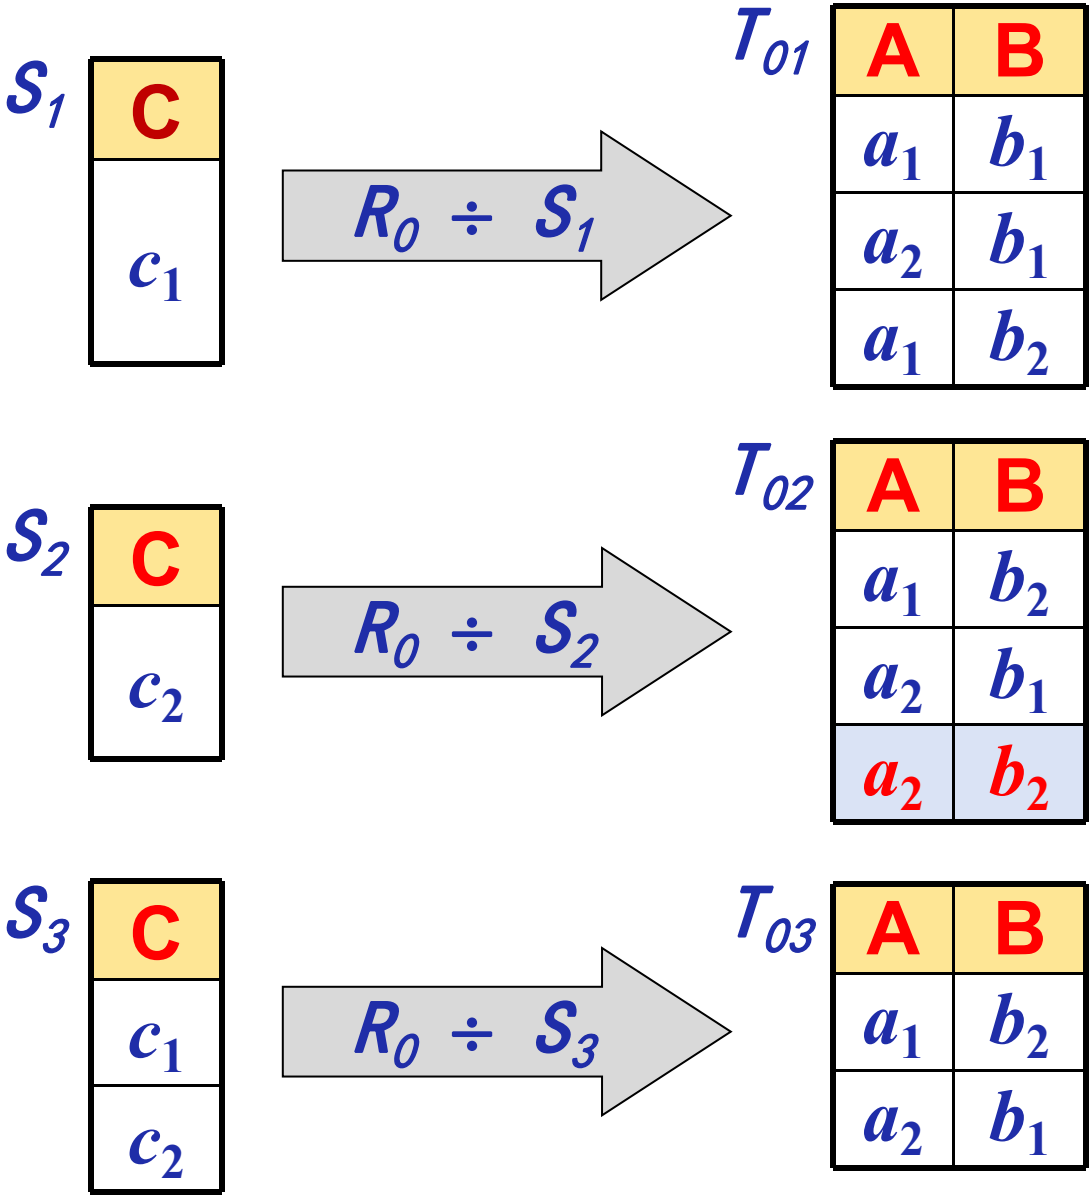 S₁
C
c₁
R₀ ÷ S₁
T₀₁
A B
a₁ b₁
a₂ b₁
a₁ b₂
S₂
C
c₂
R₀ ÷ S₂
T₀₂
A B
a₁ b₂
a₂ b₁
a₂ b₂
S₃
C
c₁
c₂
R₀ ÷ S₃
T₀₃
A B
a₁ b₂
a₂ b₁